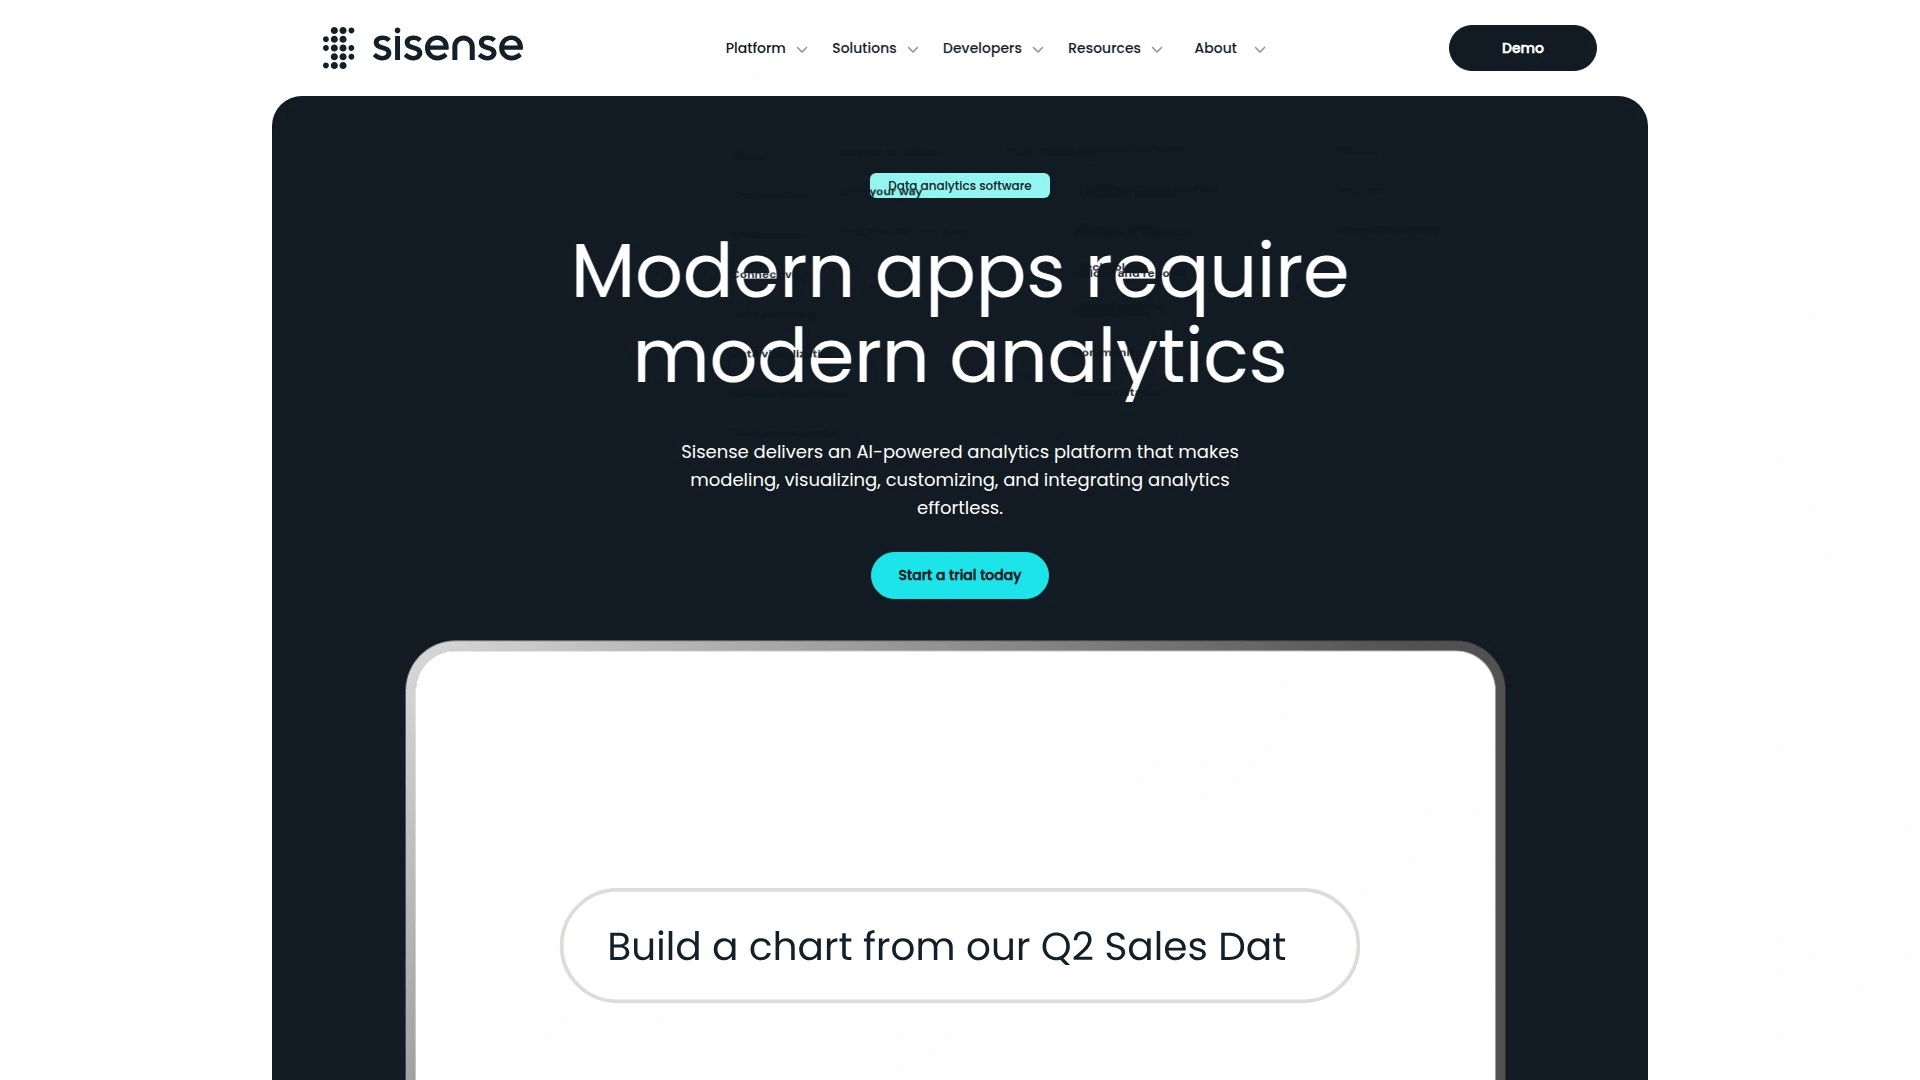 sisense
Platform
Solutions
Developers
Resources
About
Demo
Data analytics software
your way
Modern apps require
modern analytics
Sisense delivers an AI-powered analytics platform that makes
modeling, visualizing, customizing, and integrating analytics
effortless.
Start a trial today
Build a chart from our Q2 Sales Dat